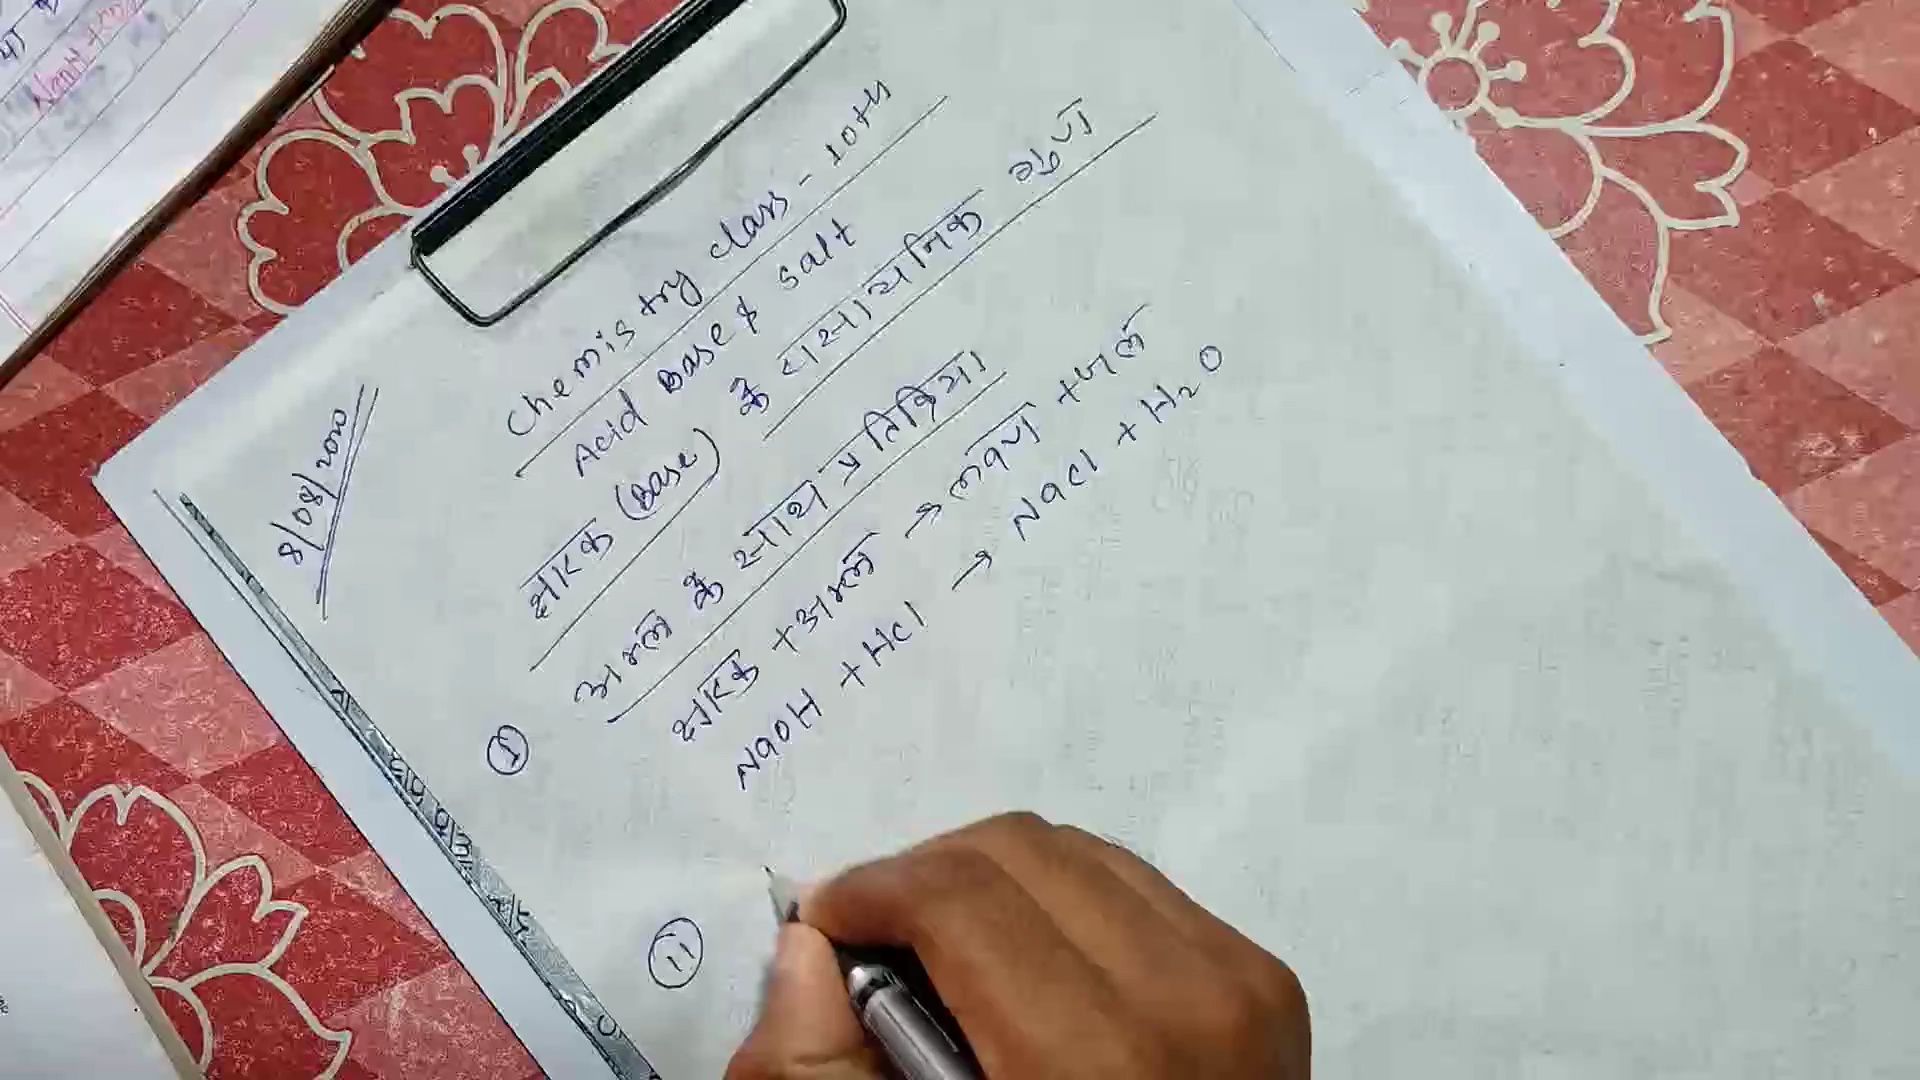 8/08/2020
Chemistry class - 10th
Acid Base & salt
क्षारक (Base) के रासायनिक गुण
① अम्ल के साथ प्रतिक्रिया
क्षारक + अम्ल → लवण + जल
NaOH + HCl → NaCl + H₂O
ⓘⓘ